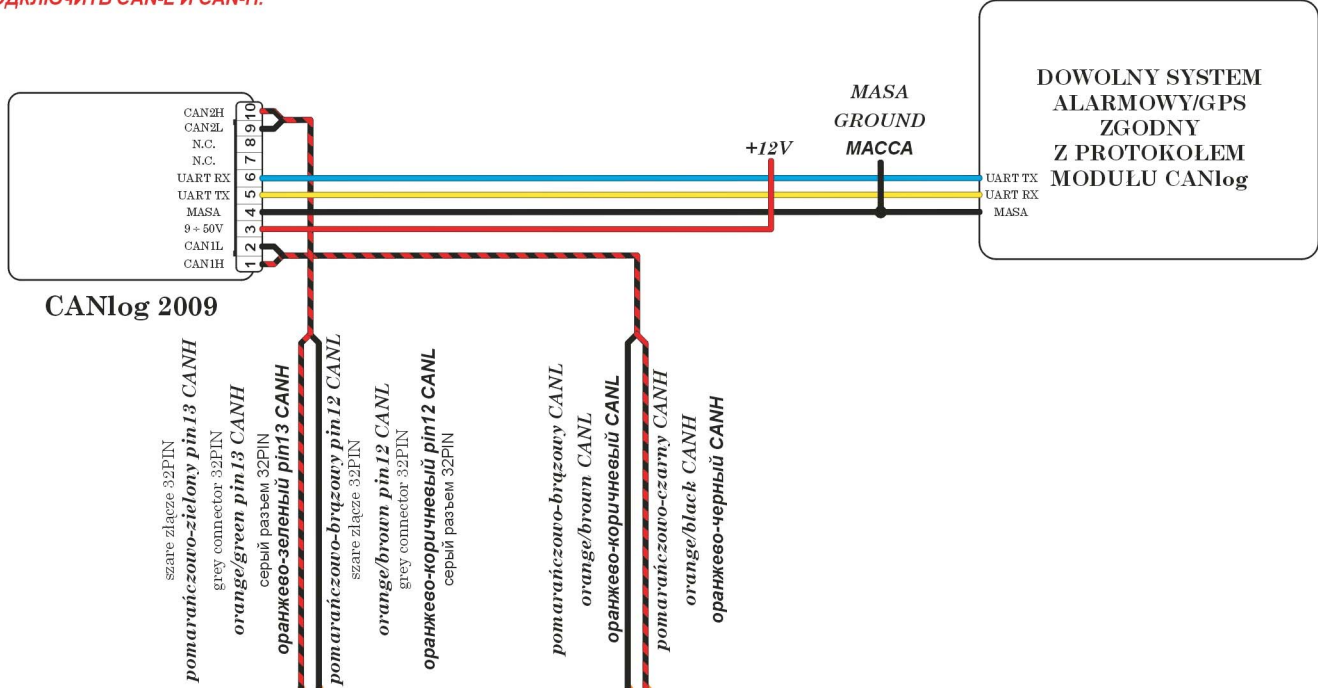 ПОДКЛЮЧИТЬ CAN-L И CAN-H.
CAN2H
CAN2L
N.C.
N.C.
UART RX
UART TX
MASA
9 ÷ 50V
CAN1L
CAN1H
10
9
8
7
6
5
4
3
2
1
CANlog 2009
+12V
MASA
GROUND
МАССА
DOWOLNY SYSTEM
ALARMOWY/GPS
ZGODNY
Z PROTOKOŁEM
MODUŁU CANlog
UART TX
UART RX
MASA
szare złącze 32PIN
pomarańczowo-zielony pin13 CANH
grey connector 32PIN
orange/green pin13 CANH
серый разъем 32PIN
оранжево-зеленый pin13 CANH
pomarańczowo-brązowy pin12 CANL
szare złącze 32PIN
orange/brown pin12 CANL
grey connector 32PIN
оранжево-коричневый pin12 CANL
серый разъем 32PIN
pomarańczowo-brązowy CANL
orange/brown CANL
оранжево-коричневый CANL
pomarańczowo-czarny CANH
orange/black CANH
оранжево-черный CANH